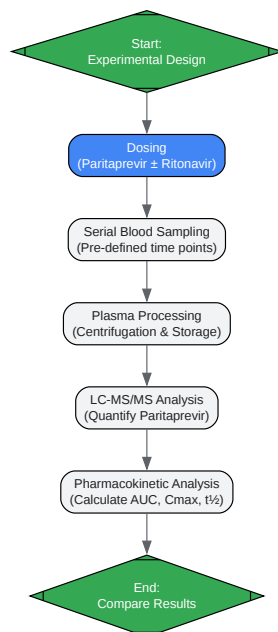 Start:
Experimental Design
Dosing
(Paritaprevir ± Ritonavir)
Serial Blood Sampling
(Pre-defined time points)
Plasma Processing
(Centrifugation & Storage)
LC-MS/MS Analysis
(Quantify Paritaprevir)
Pharmacokinetic Analysis
(Calculate AUC, Cmax, t½)
End:
Compare Results